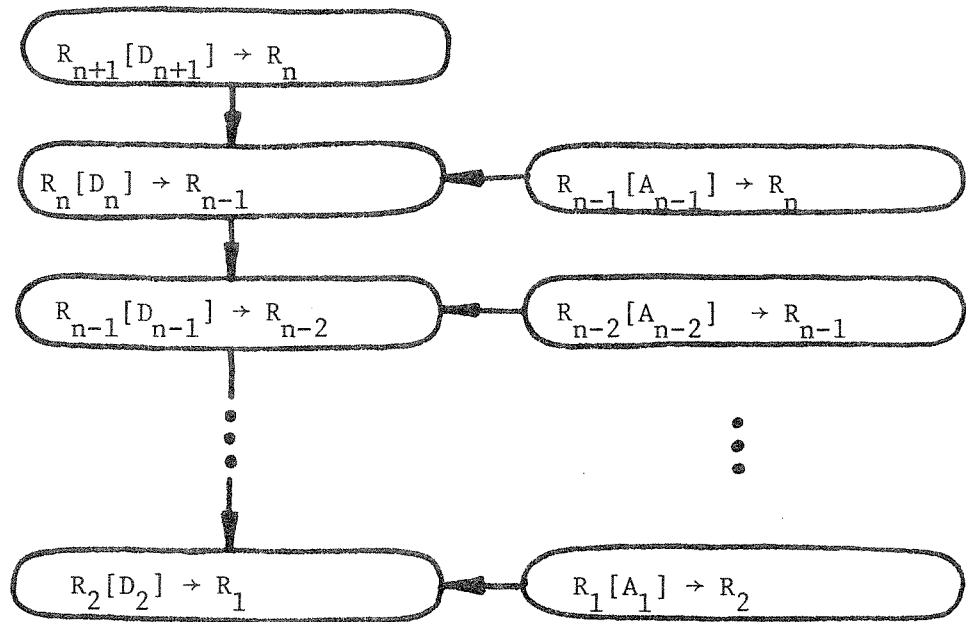 R_{n+1}[D_{n+1}] → R_n
R_n[D_n] → R_{n-1}
R_{n-1}[A_{n-1}] → R_n
R_{n-1}[D_{n-1}] → R_{n-2}
R_{n-2}[A_{n-2}] → R_{n-1}
R_2[D_2] → R_1
R_1[A_1] → R_2